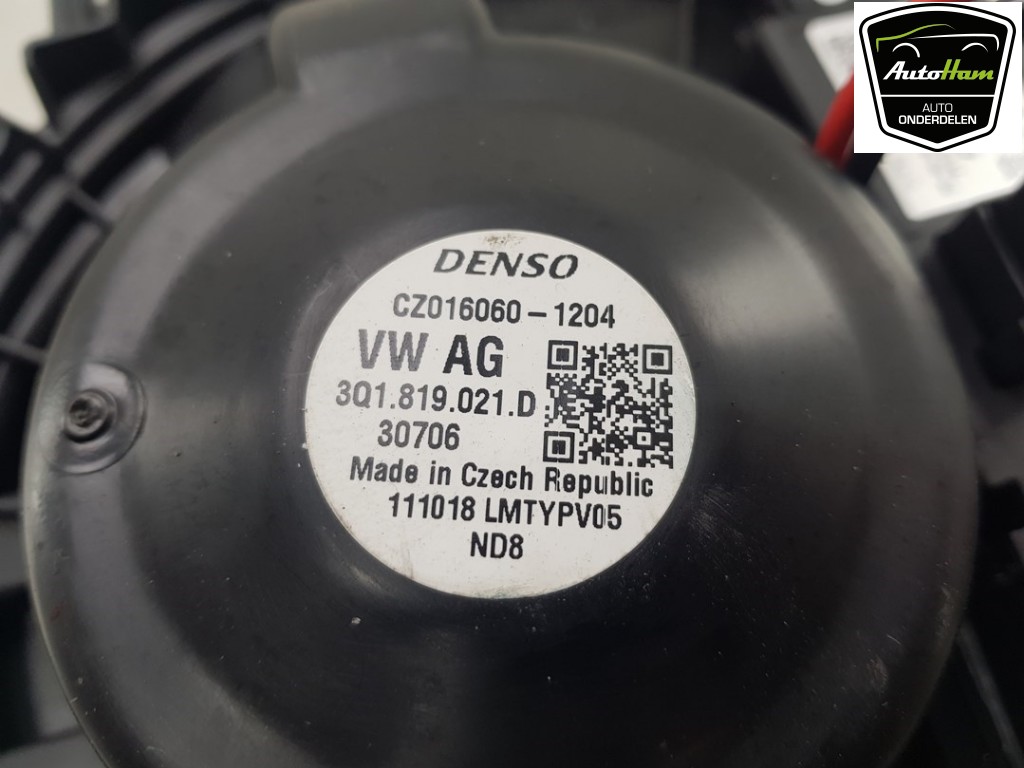 AutoHam
AUTO
ONDERDELEN
DENSO
CZ016060-1204
VW AG
3Q1.819.021.D
30706
Made in Czech Republic
111018 LMTYPV05
ND8